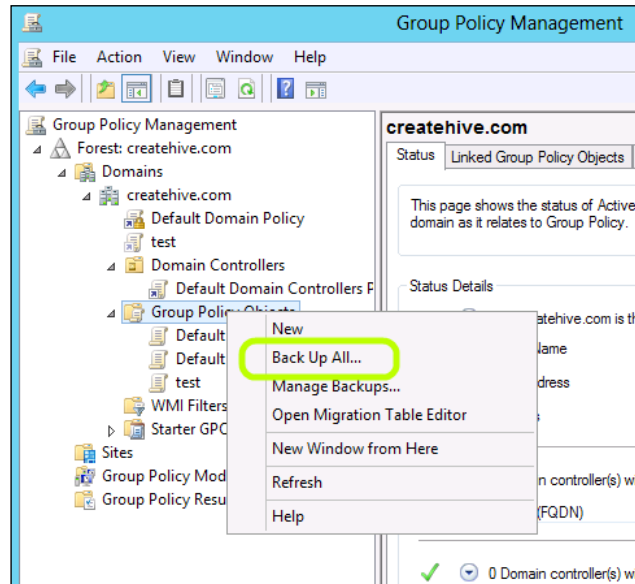 Group Policy Management
File Action View Window Help
Group Policy Management
Forest: createhive.com
Domains
createhive.com
Default Domain Policy
test
Domain Controllers
Default Domain Controllers P
Group Policy Objects
Default
Default
test
WMI Filters
Starter GPO
Sites
Group Policy Mod
Group Policy Resu
New
Back Up All...
Manage Backups...
Open Migration Table Editor
New Window from Here
Refresh
Help
createhive.com
Status Linked Group Policy Objects
This page shows the status of Active
domain as it relates to Group Policy.
Status Details
atehive.com is th
Name
dress
n controller(s) wi
(FQDN)
0 Domain controller(s) w